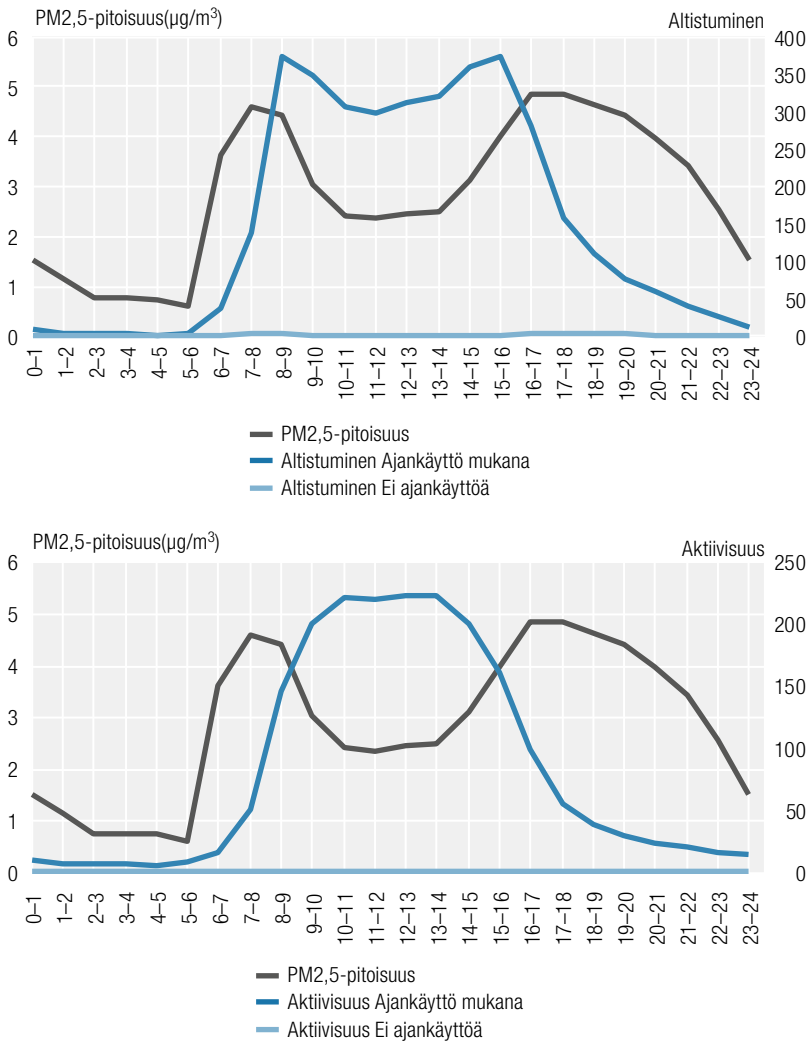 PM2,5-pitoisuus(µg/m³) Altistuminen
6 400
350
5
300
4
250
3 200
150
2
100
1
50
0 0
0–1 1–2 2–3 3–4 4–5 5–6 6–7 7–8 8–9 9–10 10–11 11–12 12–13 13–14 14–15 15–16 16–17 17–18 18–19 19–20 20–21 21–22 22–23 23–24
PM2,5-pitoisuus
Altistuminen Ajankäyttö mukana
Altistuminen Ei ajankäyttöä
PM2,5-pitoisuus(µg/m³) Aktiivisuus
6 250
5
200
4
150
3
100
2
1 50
0 0
0–1 1–2 2–3 3–4 4–5 5–6 6–7 7–8 8–9 9–10 10–11 11–12 12–13 13–14 14–15 15–16 16–17 17–18 18–19 19–20 20–21 21–22 22–23 23–24
PM2,5-pitoisuus
Aktiivisuus Ajankäyttö mukana
Aktiivisuus Ei ajankäyttöä